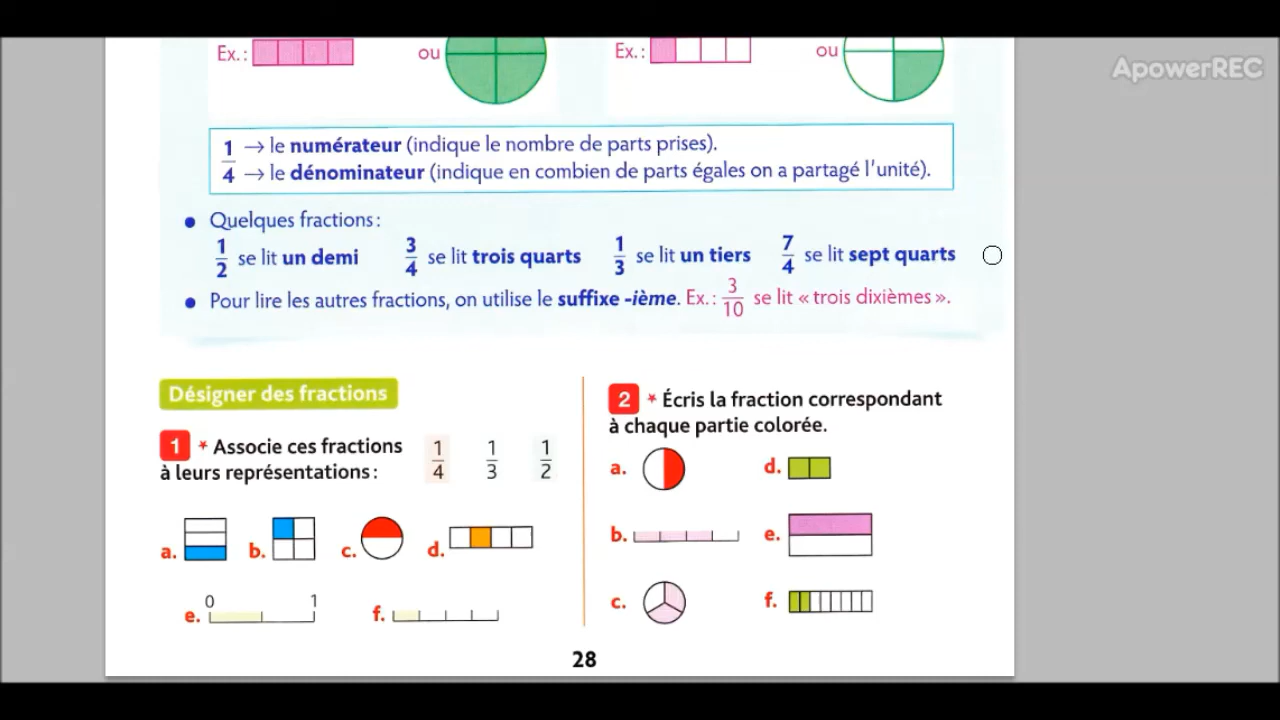 ApowerREC
Ex. :
ou
Ex. :
ou
1/4 → le numérateur (indique le nombre de parts prises).
→ le dénominateur (indique en combien de parts égales on a partagé l'unité).
• Quelques fractions :
1/2 se lit un demi 3/4 se lit trois quarts 1/3 se lit un tiers 7/4 se lit sept quarts
• Pour lire les autres fractions, on utilise le suffixe -ième. Ex. : 3/10 se lit « trois dixièmes ».
Désigner des fractions
1 * Associe ces fractions
à leurs représentations :
1/4 1/3 1/2
a. b. c. d.
0 1
e. f.
2 * Écris la fraction correspondant
à chaque partie colorée.
a. d.
b. e.
c. f.
28